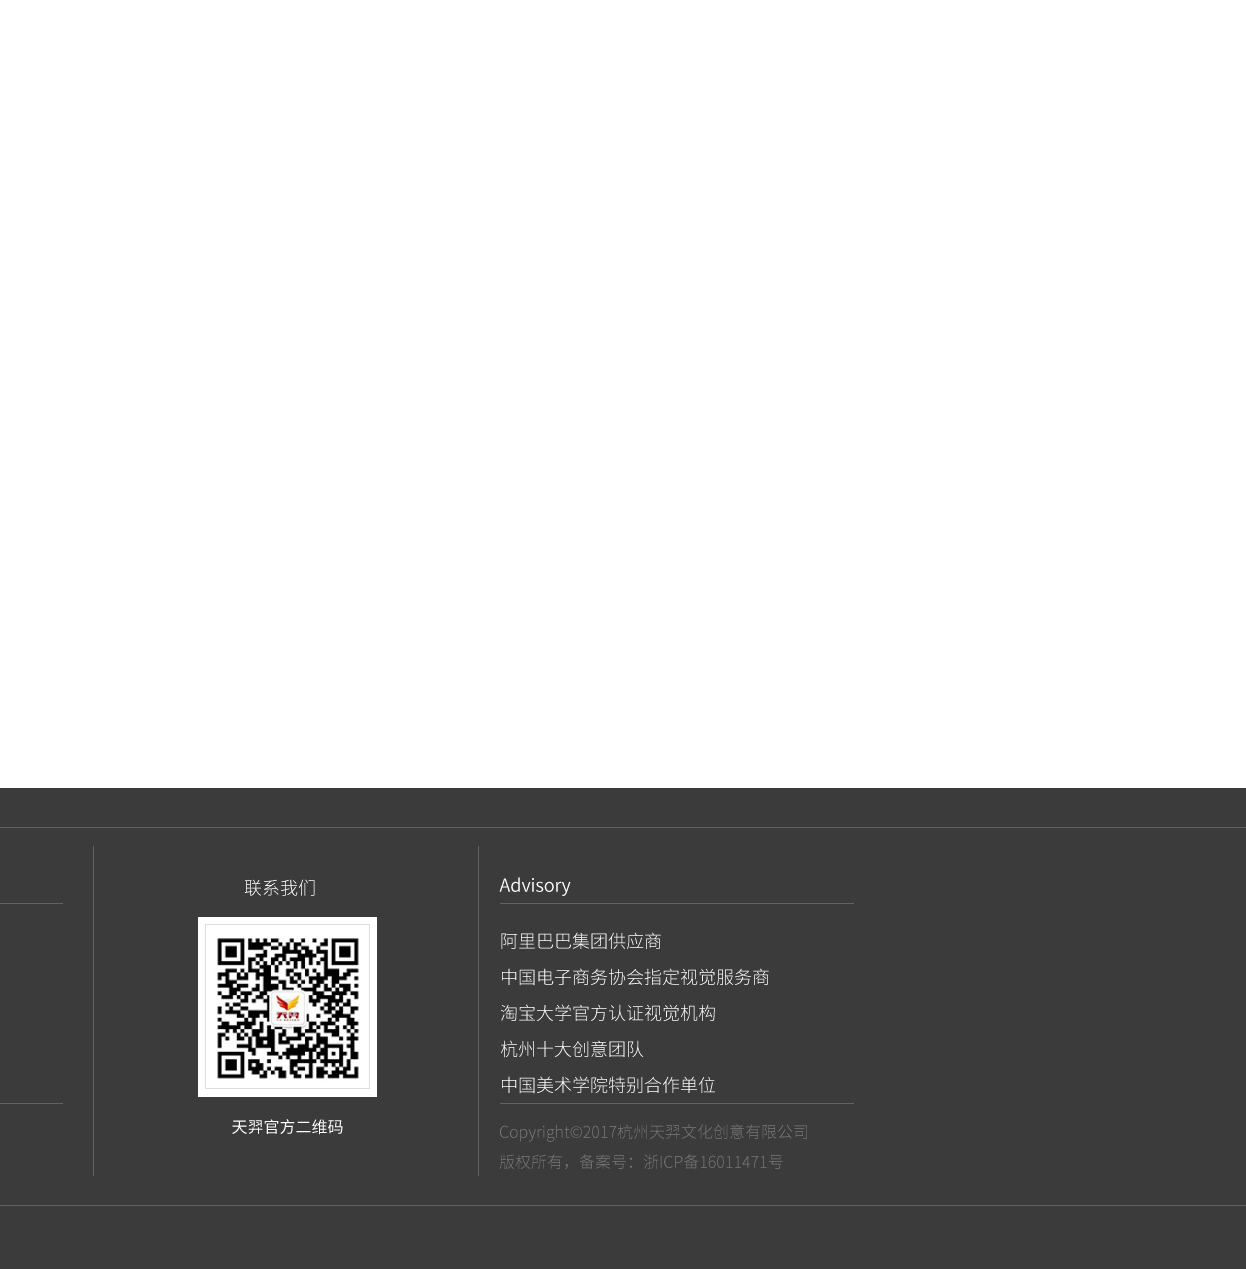 联系我们
天羿
天羿官方二维码
Advisory
阿里巴巴集团供应商
中国电子商务协会指定视觉服务商
淘宝大学官方认证视觉机构
杭州十大创意团队
中国美术学院特别合作单位
Copyright©2017杭州天羿文化创意有限公司
版权所有，备案号：浙ICP备16011471号